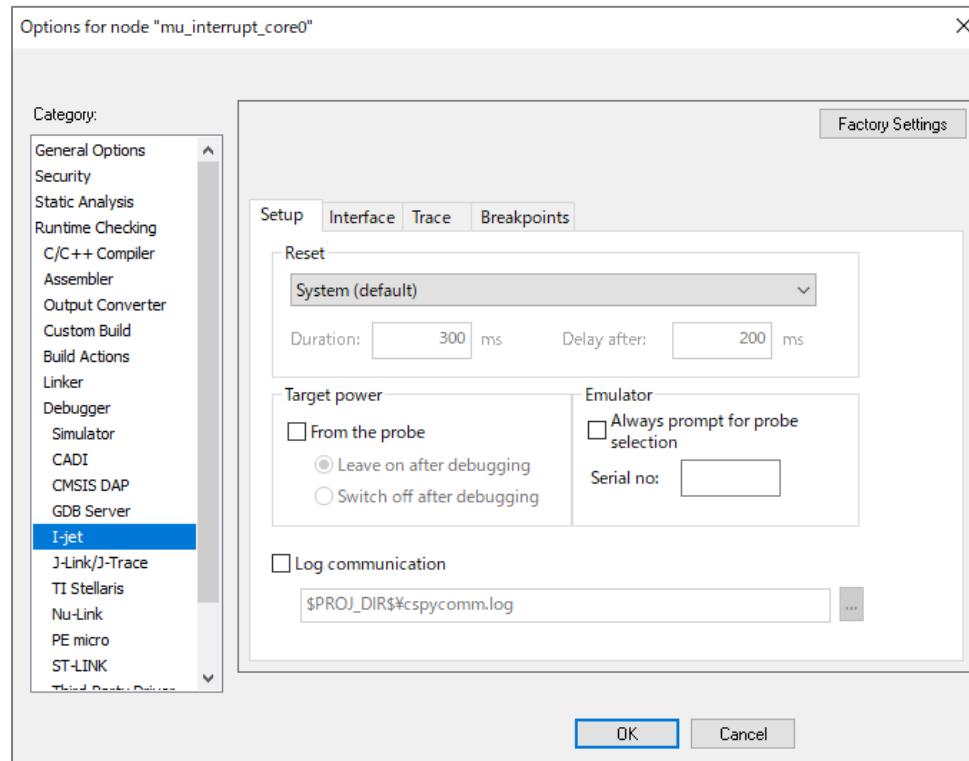 Options for node "mu_interrupt_core0"
Category:
Factory Settings
General Options
Security
Static Analysis
Runtime Checking
C/C++ Compiler
Assembler
Output Converter
Custom Build
Build Actions
Linker
Debugger
Simulator
CADI
CMSIS DAP
GDB Server
I-jet
J-Link/J-Trace
TI Stellaris
Nu-Link
PE micro
ST-LINK
Third-Party Driver
Setup Interface Trace Breakpoints
Reset
System (default)
Duration: 300 ms Delay after: 200 ms
Target power
From the probe
Leave on after debugging
Switch off after debugging
Emulator
Always prompt for probe
selection
Serial no:
Log communication
$PROJ_DIR$¥cspycomm.log
...
OK Cancel